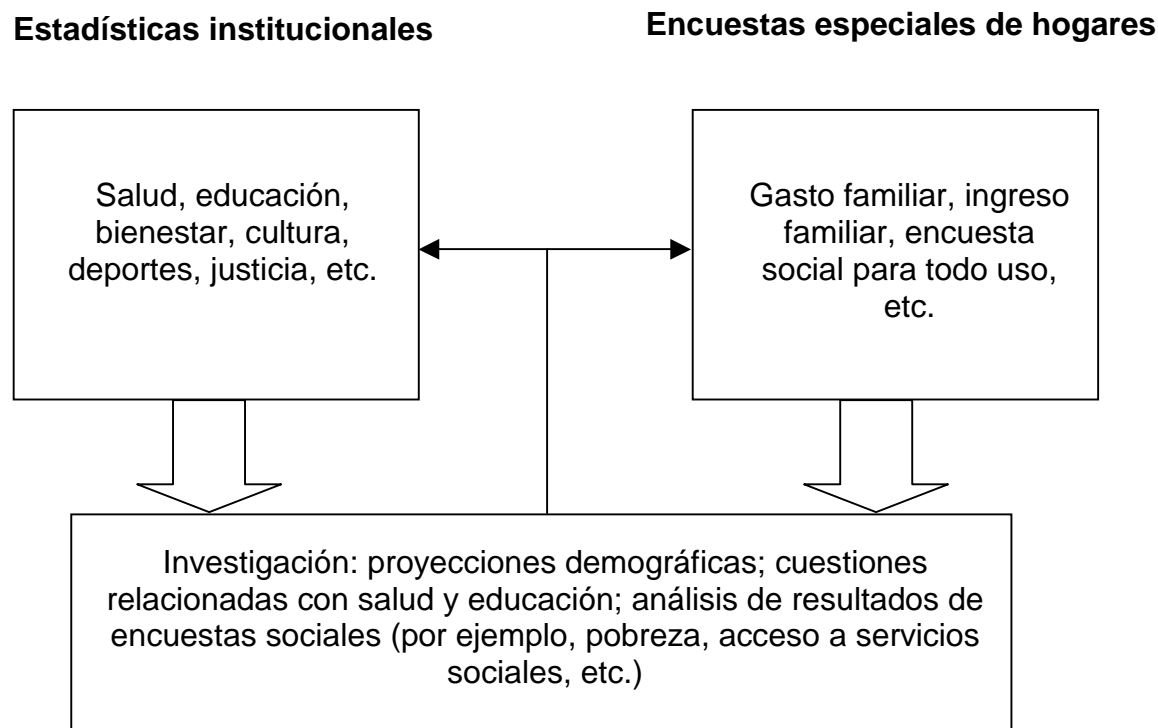 Estadísticas institucionales
Encuestas especiales de hogares
Salud, educación,
bienestar, cultura,
deportes, justicia, etc.
Gasto familiar, ingreso
familiar, encuesta
social para todo uso,
etc.
Investigación: proyecciones demográficas; cuestiones
relacionadas con salud y educación; análisis de resultados de
encuestas sociales (por ejemplo, pobreza, acceso a servicios
sociales, etc.)